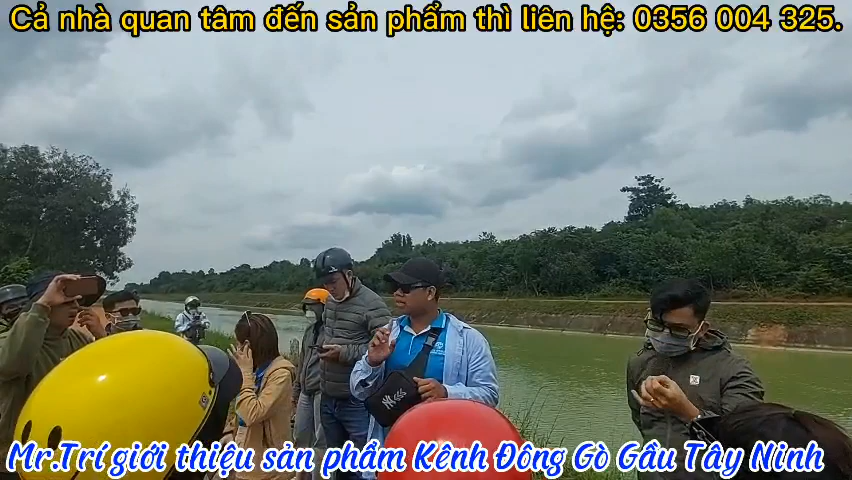 Cả nhà quan tâm đến sản phẩm thì liên hệ: 0356 004 325.
Mr.Trí giới thiệu sản phẩm Kênh Đông Gò Gầu Tây Ninh